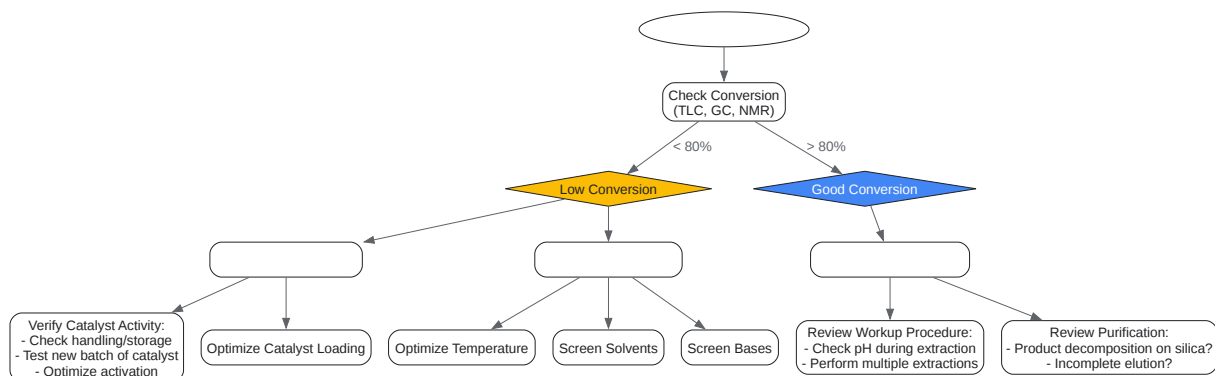 Check Conversion
(TLC, GC, NMR)
< 80%
> 80%
Low Conversion
Good Conversion
Verify Catalyst Activity:
- Check handling/storage
- Test new batch of catalyst
- Optimize activation
Optimize Catalyst Loading
Optimize Temperature
Screen Solvents
Screen Bases
Review Workup Procedure:
- Check pH during extraction
- Perform multiple extractions
Review Purification:
- Product decomposition on silica?
- Incomplete elution?